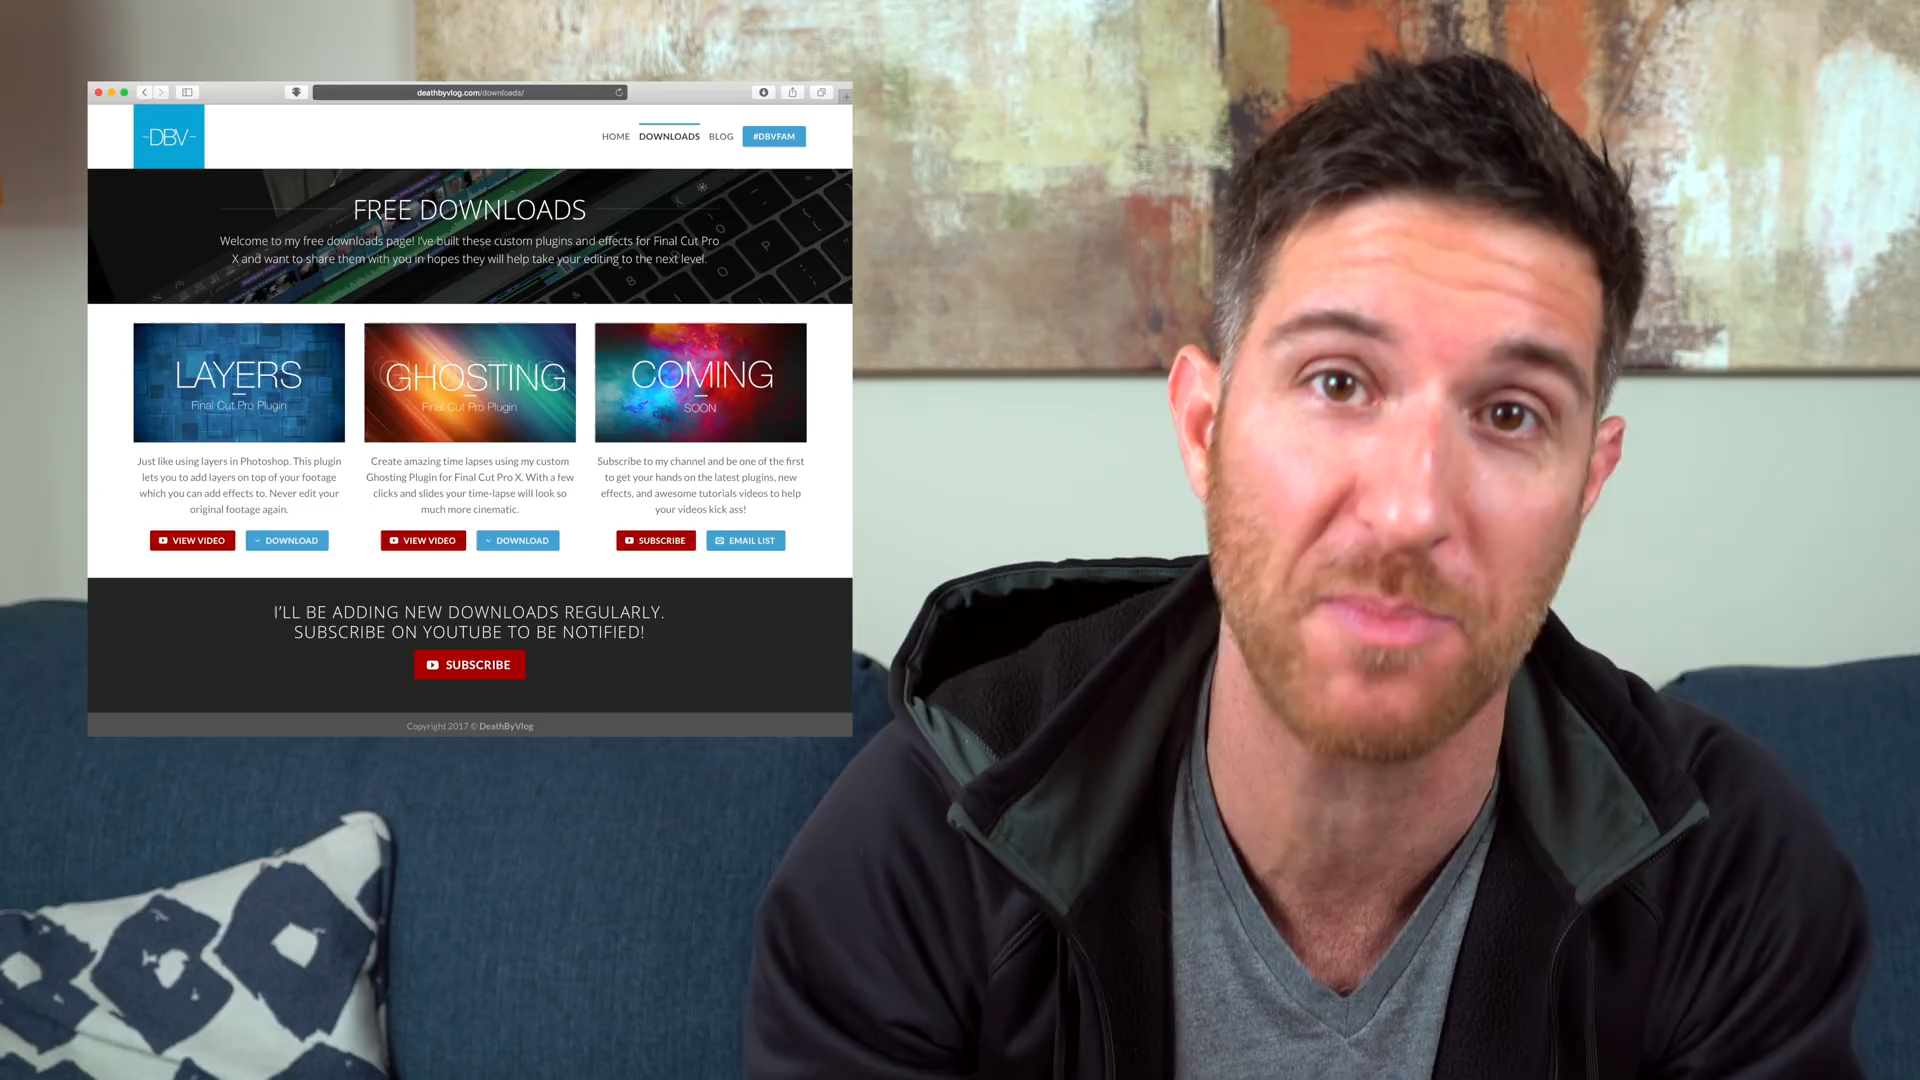 deathbyvlog.com/downloads/
-DBV-
HOME DOWNLOADS BLOG #DBVFAM
FREE DOWNLOADS
Welcome to my free downloads page! I've built these custom plugins and effects for Final Cut Pro
X and want to share them with you in hopes they will help take your editing to the next level.
LAYERS
Final Cut Pro Plugin
Just like using layers in Photoshop. This plugin
lets you to add layers on top of your footage
which you can add effects to. Never edit your
original footage again.
VIEW VIDEO DOWNLOAD
GHOSTING
Final Cut Pro Plugin
Create amazing time lapses using my custom
Ghosting Plugin for Final Cut Pro X. With a few
clicks and slides your time-lapse will look so
much more cinematic.
VIEW VIDEO DOWNLOAD
COMING
SOON
Subscribe to my channel and be one of the first
to get your hands on the latest plugins, new
effects, and awesome tutorials videos to help
your videos kick ass!
SUBSCRIBE EMAIL LIST
I'LL BE ADDING NEW DOWNLOADS REGULARLY.
SUBSCRIBE ON YOUTUBE TO BE NOTIFIED!
SUBSCRIBE
Copyright 2017 © DeathByVlog